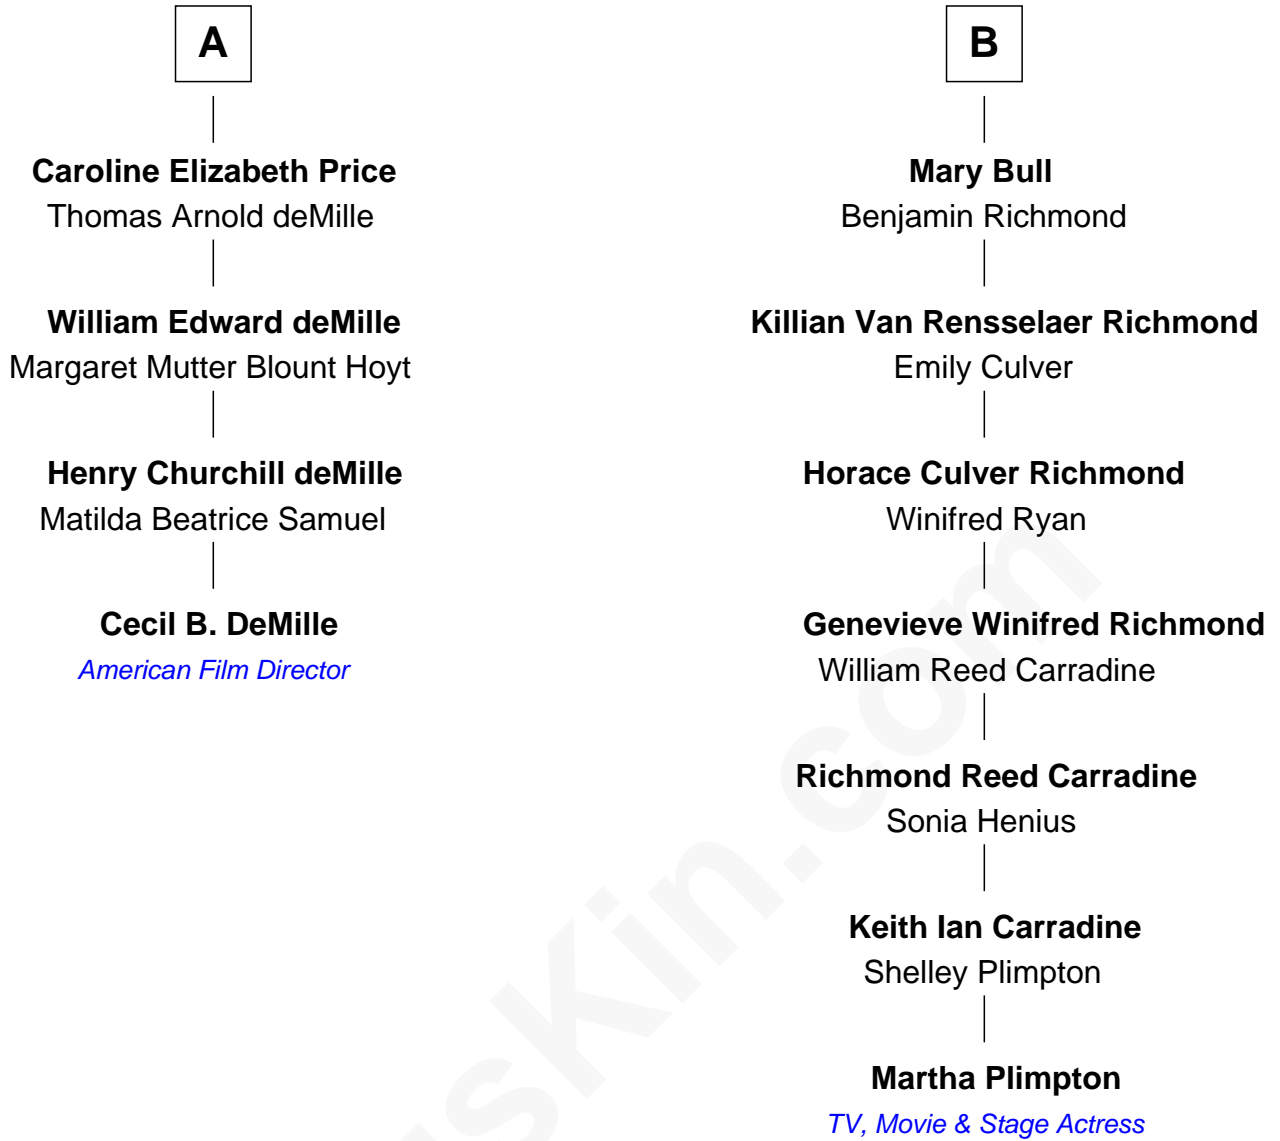 A
Caroline Elizabeth Price
Thomas Arnold deMille
William Edward deMille
Margaret Mutter Blount Hoyt
Henry Churchill deMille
Matilda Beatrice Samuel
Cecil B. DeMille
American Film Director
B
Mary Bull
Benjamin Richmond
Killian Van Rensselaer Richmond
Emily Culver
Horace Culver Richmond
Winifred Ryan
Genevieve Winifred Richmond
William Reed Carradine
Richmond Reed Carradine
Sonia Henius
Keith Ian Carradine
Shelley Plimpton
Martha Plimpton
TV, Movie & Stage Actress
usKin.com